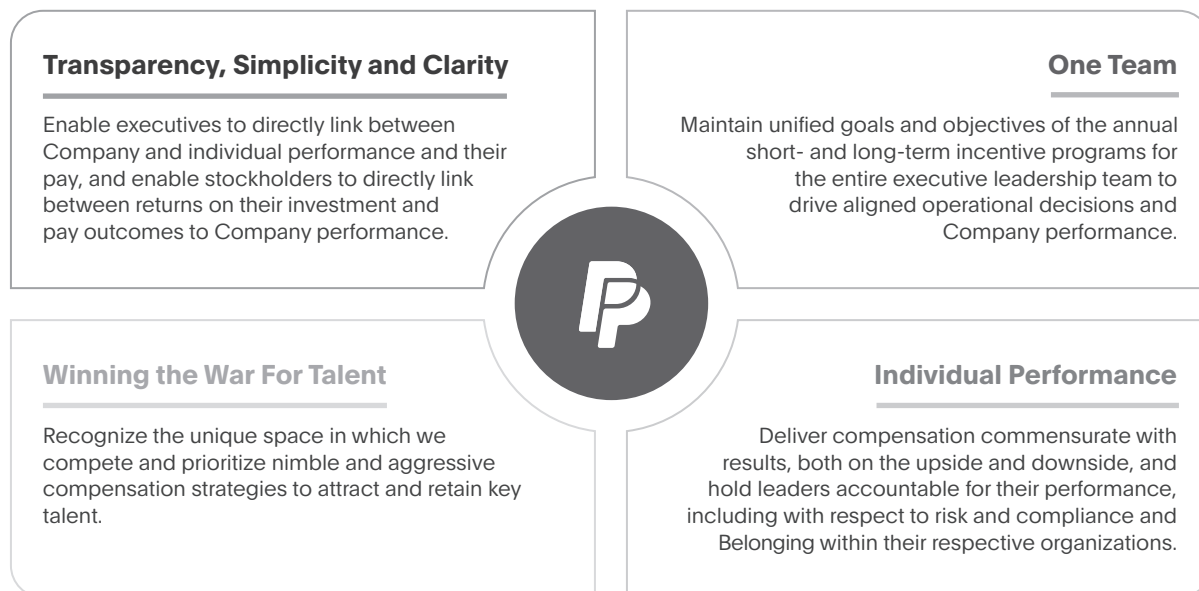 Transparency, Simplicity and Clarity
Enable executives to directly link between
Company and individual performance and their
pay, and enable stockholders to directly link
between returns on their investment and
pay outcomes to Company performance.
One Team
Maintain unified goals and objectives of the annual
short- and long-term incentive programs for
the entire executive leadership team to
drive aligned operational decisions and
Company performance.
Winning the War For Talent
Recognize the unique space in which we
compete and prioritize nimble and aggressive
compensation strategies to attract and retain key
talent.
Individual Performance
Deliver compensation commensurate with
results, both on the upside and downside, and
hold leaders accountable for their performance,
including with respect to risk and compliance and
Belonging within their respective organizations.